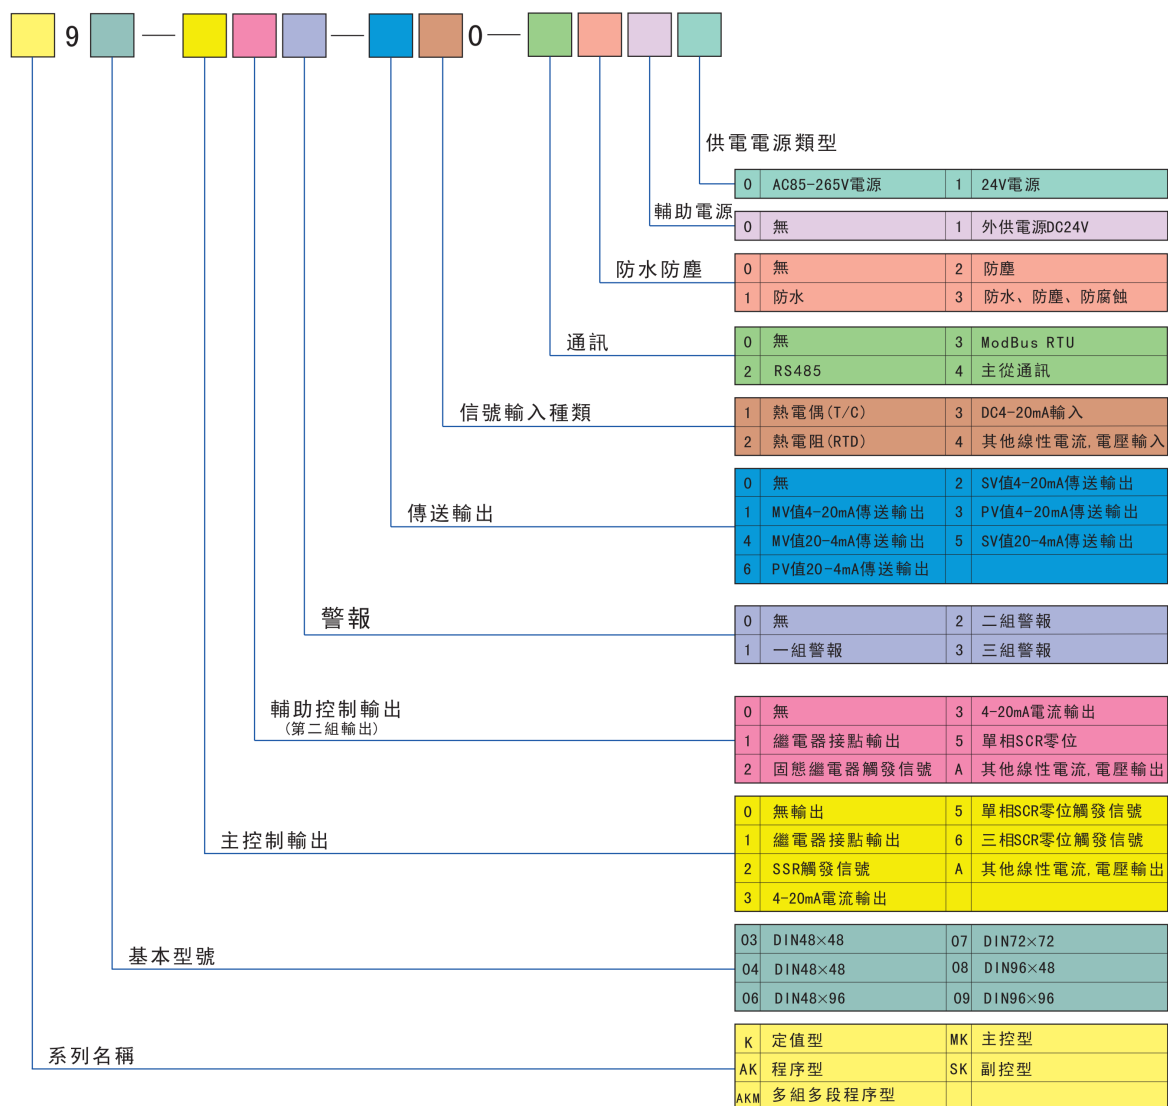 9 0
供電電源類型
0 AC85-265V電源 1 24V電源
輔助電源
0 無 1 外供電源DC24V
防水防塵
0 無 2 防塵
1 防水 3 防水、防塵、防腐蝕
通訊
0 無 3 ModBus RTU
2 RS485 4 主從通訊
信號輸入種類
1 熱電偶(T/C) 3 DC4-20mA輸入
2 熱電阻(RTD) 4 其他線性電流,電壓輸入
傳送輸出
0 無 2 SV值4-20mA傳送輸出
1 MV值4-20mA傳送輸出 3 PV值4-20mA傳送輸出
4 MV值20-4mA傳送輸出 5 SV值20-4mA傳送輸出
6 PV值20-4mA傳送輸出
警報
0 無 2 二組警報
1 一組警報 3 三組警報
輔助控制輸出
(第二組輸出)
0 無 3 4-20mA電流輸出
1 繼電器接點輸出 5 單相SCR零位
2 固態繼電器觸發信號 A 其他線性電流,電壓輸出
主控制輸出
0 無輸出 5 單相SCR零位觸發信號
1 繼電器接點輸出 6 三相SCR零位觸發信號
2 SSR觸發信號 A 其他線性電流,電壓輸出
3 4-20mA電流輸出
基本型號
03 DIN48×48 07 DIN72×72
04 DIN48×48 08 DIN96×48
06 DIN48×96 09 DIN96×96
系列名稱
K 定值型 MK 主控型
AK 程序型 SK 副控型
AKM 多組多段程序型